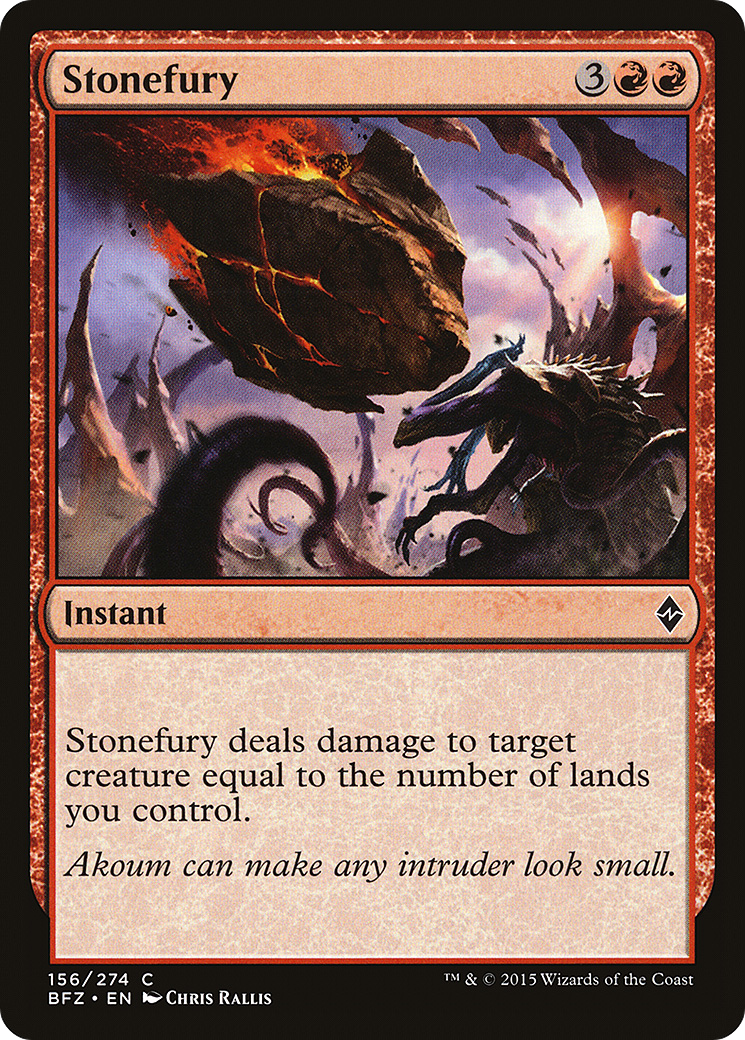 Stonefury 3
Instant
Stonefury deals damage to target
creature equal to the number of lands
you control.
Akoum can make any intruder look small.
156/274 C
™ & © 2015 Wizards of the Coast
BFZ • EN Chris Rallis